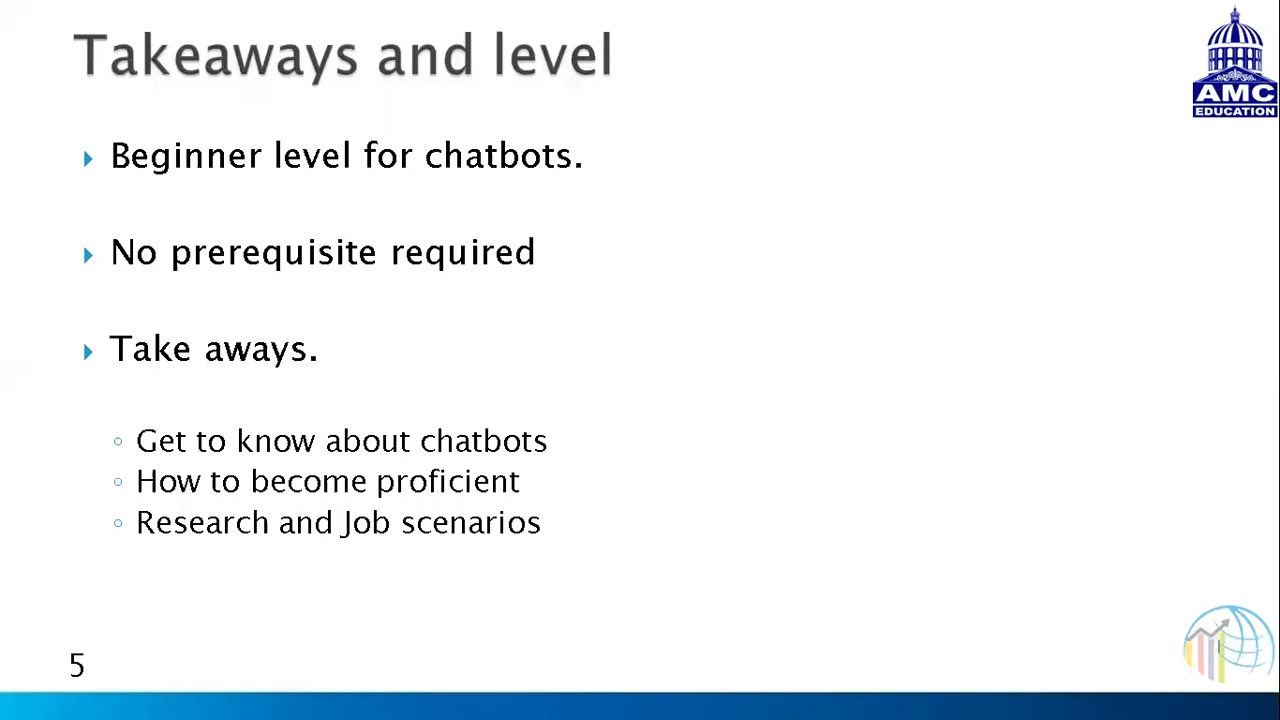 Takeaways and level
AMC
EDUCATION
Beginner level for chatbots.
No prerequisite required
Take aways.
Get to know about chatbots
How to become proficient
Research and Job scenarios
5